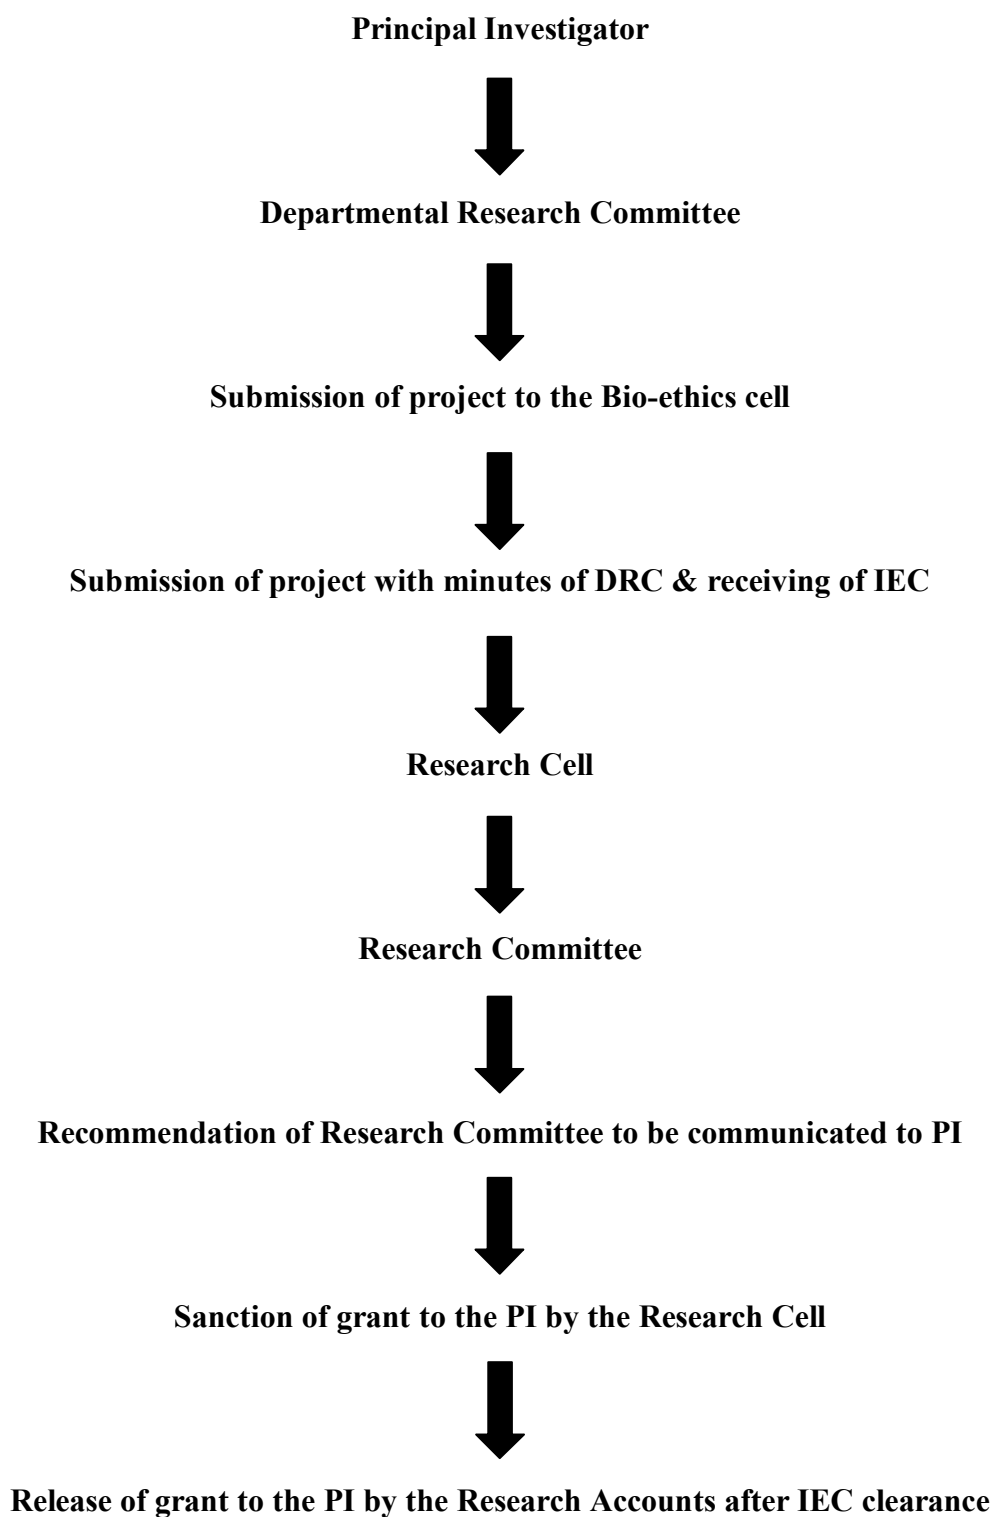 Principal Investigator
Departmental Research Committee
Submission of project to the Bio-ethics cell
Submission of project with minutes of DRC & receiving of IEC
Research Cell
Research Committee
Recommendation of Research Committee to be communicated to PI
Sanction of grant to the PI by the Research Cell
Release of grant to the PI by the Research Accounts after IEC clearance